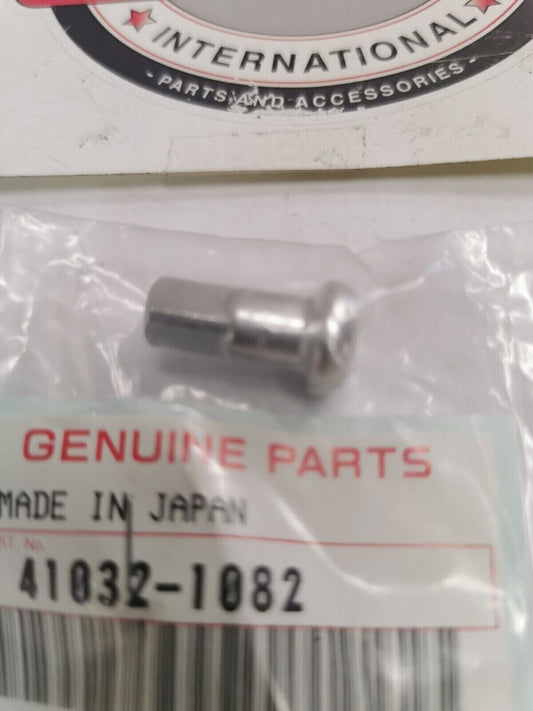 INTERNATIONAL
- PARTS AND ACCESSORIES -
GENUINE PARTS
MADE IN JAPAN
41032-1082